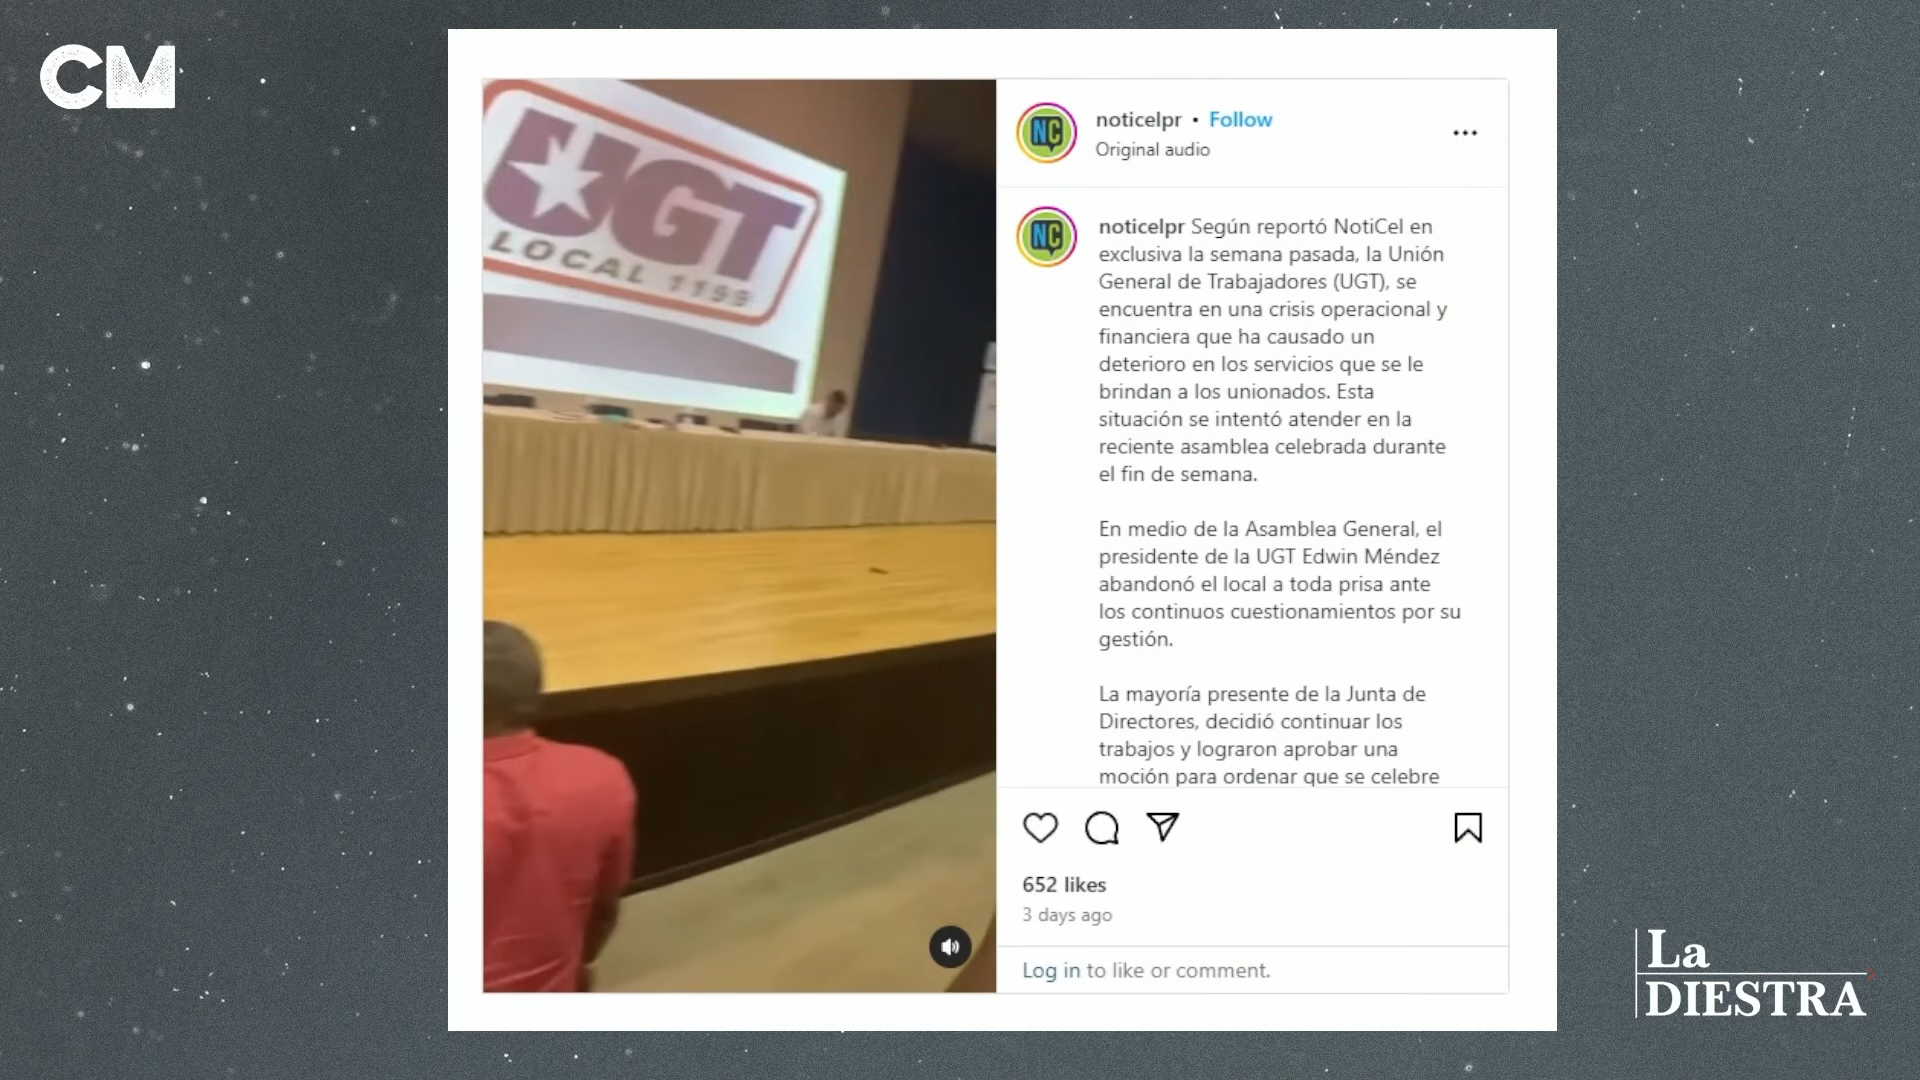 CM
UGT
LOCAL 1199
noticelpr • Follow
Original audio
noticelpr Según reportó NotiCel en
exclusiva la semana pasada, la Unión
General de Trabajadores (UGT), se
encuentra en una crisis operacional y
financiera que ha causado un
deterioro en los servicios que se le
brindan a los unionados. Esta
situación se intentó atender en la
reciente asamblea celebrada durante
el fin de semana.
En medio de la Asamblea General, el
presidente de la UGT Edwin Méndez
abandonó el local a toda prisa ante
los continuos cuestionamientos por su
gestión.
La mayoría presente de la Junta de
Directores, decidió continuar los
trabajos y lograron aprobar una
moción para ordenar que se celebre
652 likes
3 days ago
Log in to like or comment.
La
DIESTRA
NC
NC